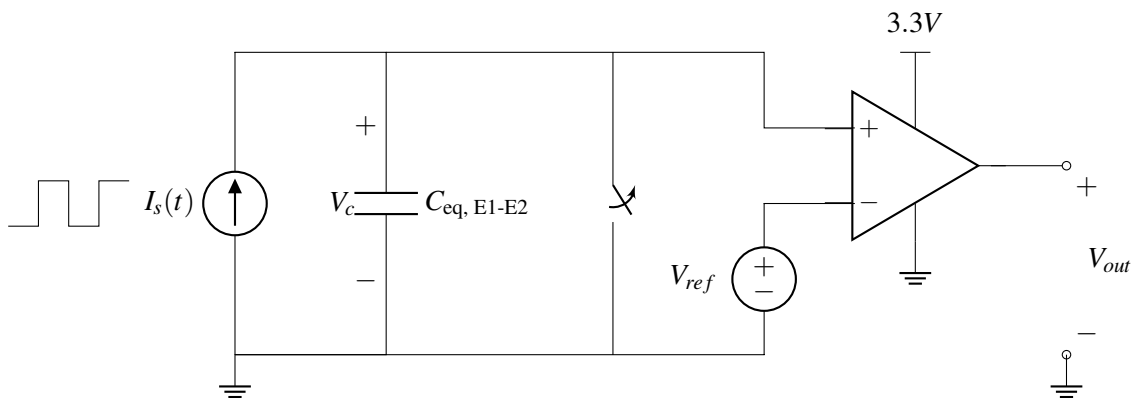 3.3V
+
+
I_s(t)
V_c
C_eq, E1-E2
−
+
V_ref
+
−
V_out
−
−